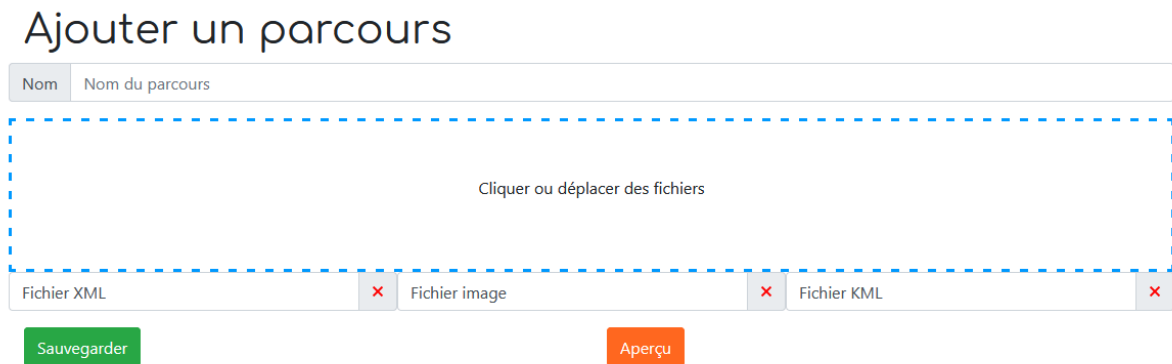 Ajouter un parcours
Nom Nom du parcours
Cliquer ou déplacer des fichiers
Fichier XML × Fichier image × Fichier KML ×
Sauvegarder Aperçu